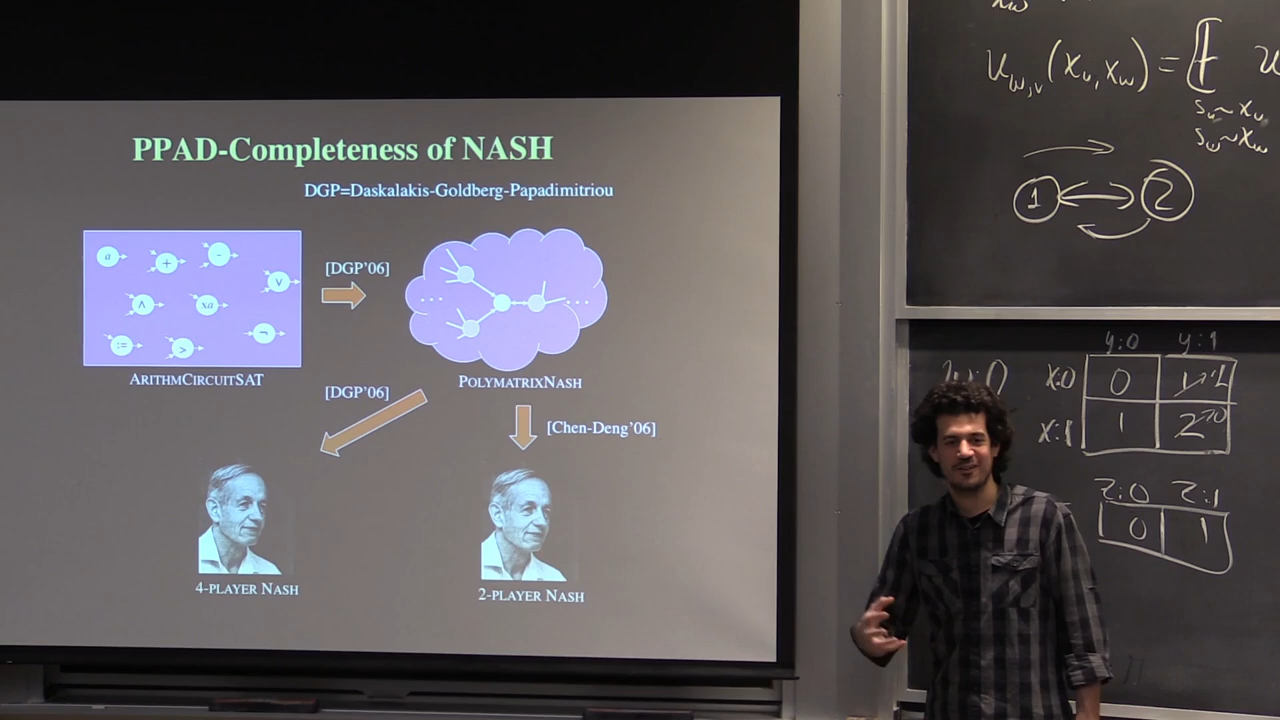 PPAD-Completeness of NASH
DGP=Daskalakis-Goldberg-Papadimitriou
a
+
-
∨
∧
xa
:=
>
¬
[DGP'06]
ARITHMCIRCUITSAT
POLYMATRIXNASH
[DGP'06]
[Chen-Deng'06]
4-PLAYER NASH
2-PLAYER NASH
u_{w,v}(x_v, x_w) =
s_w~x_w
1
2
y:0 y:1
x:0 0
x:1 1
z:0 z:1
0 1